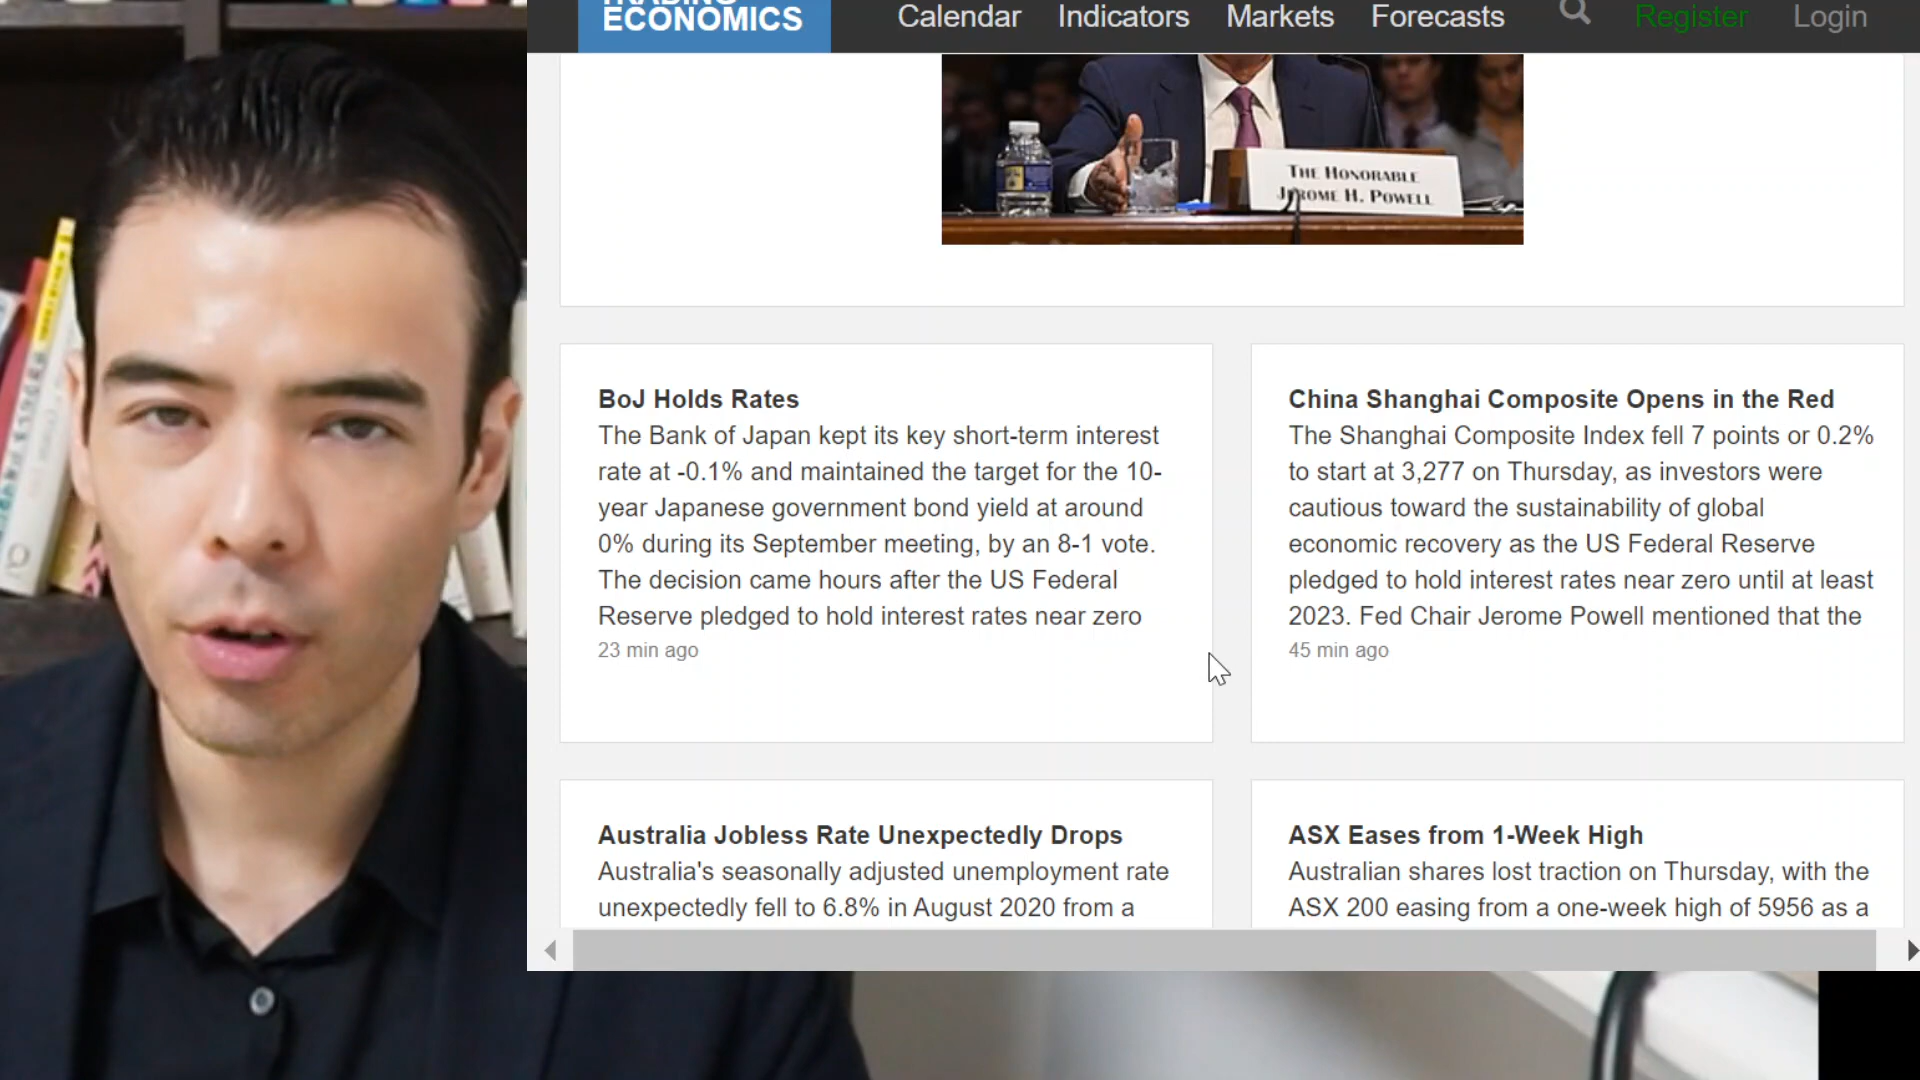 TRADING
ECONOMICS
Calendar Indicators Markets Forecasts Register Login
THE HONORABLE
JEROME H. POWELL
BoJ Holds Rates
The Bank of Japan kept its key short-term interest
rate at -0.1% and maintained the target for the 10-
year Japanese government bond yield at around
0% during its September meeting, by an 8-1 vote.
The decision came hours after the US Federal
Reserve pledged to hold interest rates near zero
23 min ago
China Shanghai Composite Opens in the Red
The Shanghai Composite Index fell 7 points or 0.2%
to start at 3,277 on Thursday, as investors were
cautious toward the sustainability of global
economic recovery as the US Federal Reserve
pledged to hold interest rates near zero until at least
2023. Fed Chair Jerome Powell mentioned that the
45 min ago
Australia Jobless Rate Unexpectedly Drops
Australia's seasonally adjusted unemployment rate
unexpectedly fell to 6.8% in August 2020 from a
ASX Eases from 1-Week High
Australian shares lost traction on Thursday, with the
ASX 200 easing from a one-week high of 5956 as a